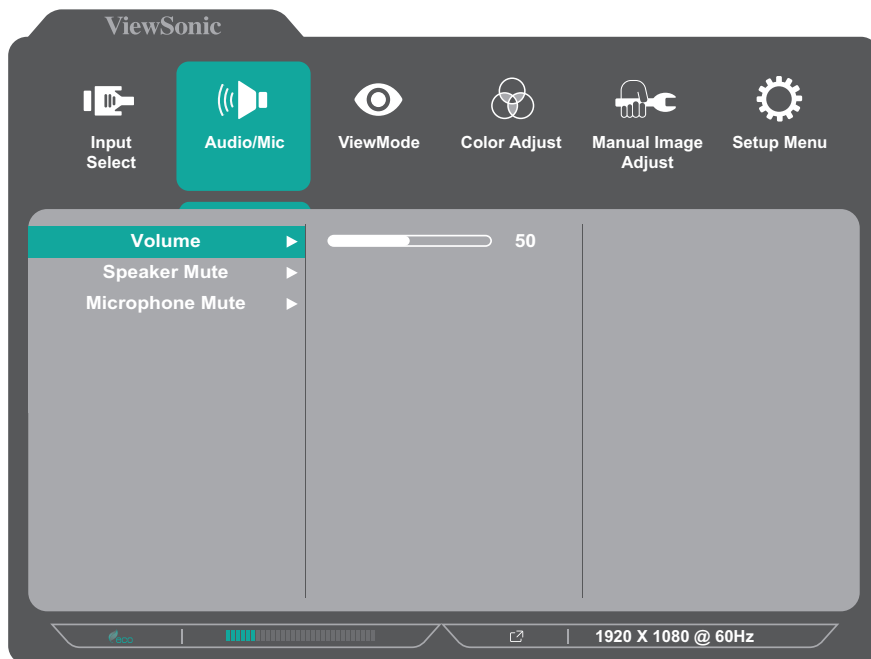 ViewSonic
Input
Select
Audio/Mic
ViewMode
Color Adjust
Manual Image
Adjust
Setup Menu
Volume
50
Speaker Mute
Microphone Mute
eco
1920 X 1080 @ 60Hz